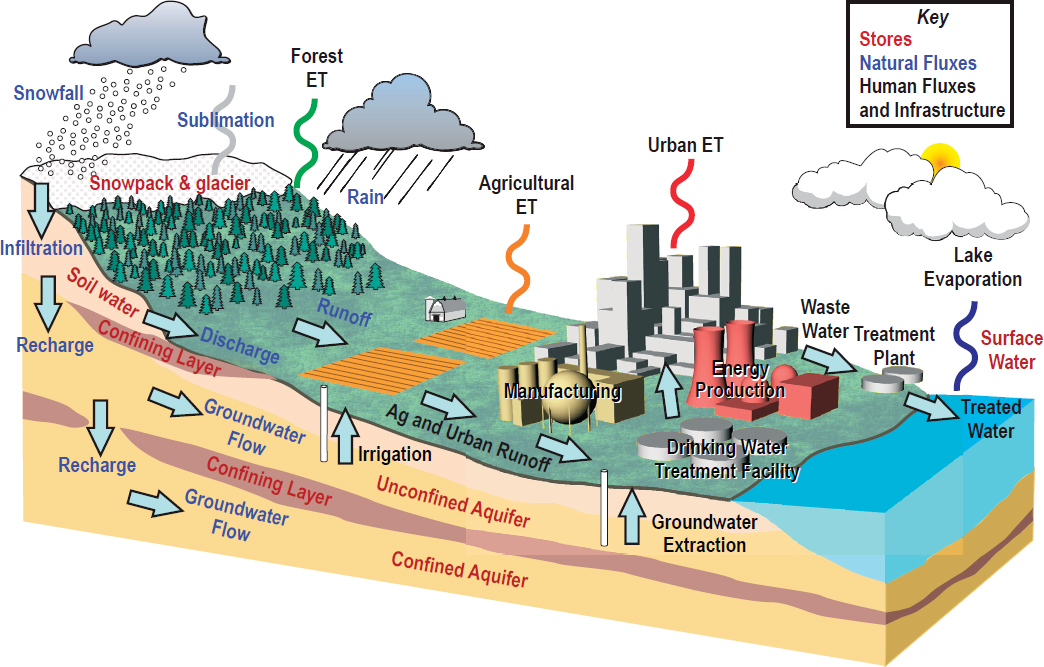 Key
Stores
Natural Fluxes
Human Fluxes
and Infrastructure
Snowfall
Sublimation
Forest
ET
Snowpack & glacier
Rain
Agricultural
ET
Urban ET
Lake
Evaporation
Infiltration
Soil water
Recharge
Confining Layer
Discharge
Runoff
Waste
Water
Treatment
Plant
Surface
Water
Treated
Water
Manufacturing
Energy
Production
Drinking Water
Treatment Facility
Ag and Urban Runoff
Irrigation
Groundwater
Flow
Recharge
Confining Layer
Unconfined Aquifer
Groundwater
Extraction
Groundwater
Flow
Confined Aquifer